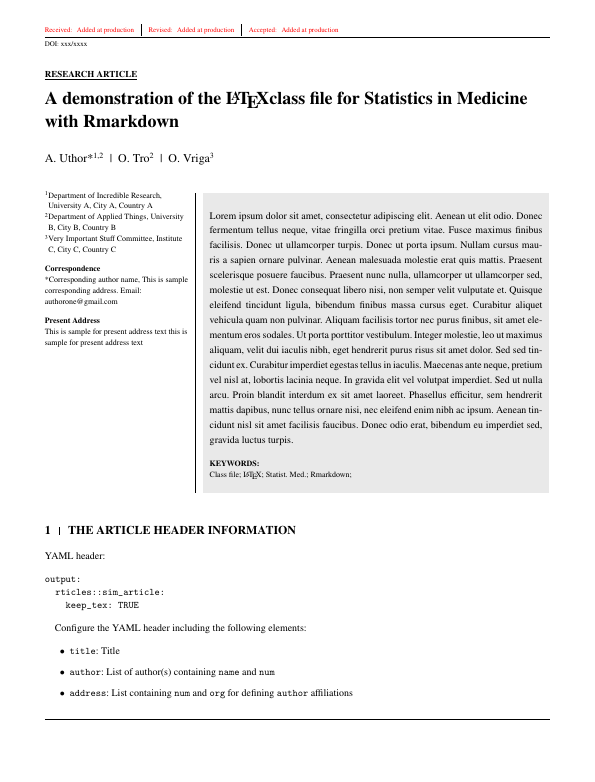 Received: Added at production | Revised: Added at production | Accepted: Added at production
DOI: xxx/xxxx
RESEARCH ARTICLE
A demonstration of the LATEXclass file for Statistics in Medicine
with Rmarkdown
A. Uthor*1,2 | O. Tro2 | O. Vriga3
1Department of Incredible Research,
University A, City A, Country A
2Department of Applied Things, University
B, City B, Country B
3Very Important Stuff Committee, Institute
C, City C, Country C
Correspondence
*Corresponding author name, This is sample
corresponding address. Email:
authorone@gmail.com
Present Address
This is sample for present address text this is
sample for present address text
Lorem ipsum dolor sit amet, consectetur adipiscing elit. Aenean ut elit odio. Donec
fermentum tellus neque, vitae fringilla orci pretium vitae. Fusce maximus finibus
facilisis. Donec ut ullamcorper turpis. Donec ut porta ipsum. Nullam cursus mau-
ris a sapien ornare pulvinar. Aenean malesuada molestie erat quis mattis. Praesent
scelerisque posuere faucibus. Praesent nunc nulla, ullamcorper ut ullamcorper sed,
molestie ut est. Donec consequat libero nisi, non semper velit vulputate et. Quisque
eleifend tincidunt ligula, bibendum finibus massa cursus eget. Curabitur aliquet
vehicula quam non pulvinar. Aliquam facilisis tortor nec purus finibus, sit amet ele-
mentum eros sodales. Ut porta porttitor vestibulum. Integer molestie, leo ut maximus
aliquam, velit dui iaculis nibh, eget hendrerit purus risus sit amet dolor. Sed sed tin-
cidunt ex. Curabitur imperdiet egestas tellus in iaculis. Maecenas ante neque, pretium
vel nisl at, lobortis lacinia neque. In gravida elit vel volutpat imperdiet. Sed ut nulla
arcu. Proin blandit interdum ex sit amet laoreet. Phasellus efficitur, sem hendrerit
mattis dapibus, nunc tellus ornare nisi, nec eleifend enim nibh ac ipsum. Aenean tin-
cidunt nisl sit amet facilisis faucibus. Donec odio erat, bibendum eu imperdiet sed,
gravida luctus turpis.
KEYWORDS:
Class file; LATEX; Statist. Med.; Rmarkdown;
1 | THE ARTICLE HEADER INFORMATION
YAML header:
output:
rticles::sim_article:
keep_tex: TRUE
Configure the YAML header including the following elements:
• title: Title
• author: List of author(s) containing name and num
• address: List containing num and org for defining author affiliations